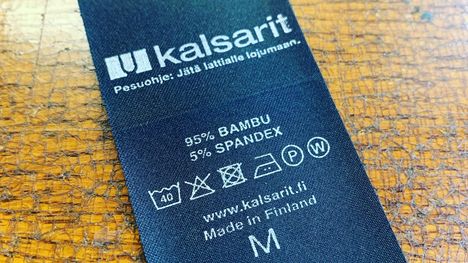 kalsarit
Pesuohje: Jätä lattialle lojumaan.
95% BAMBU
5% SPANDEX
40 P W
www.kalsarit.fi
Made in Finland
M